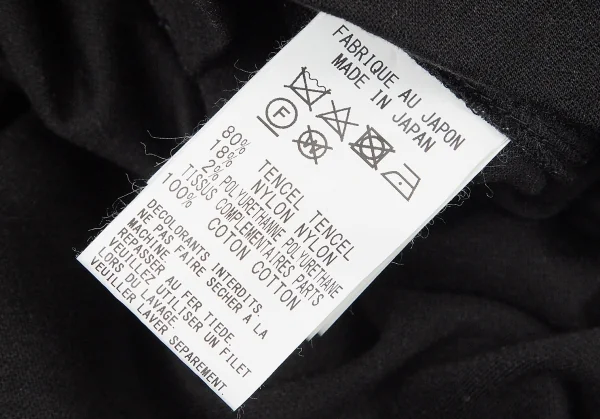 FABRIQUE AU JAPON
MADE IN JAPAN
F W
80% TENCEL TENCEL
18% NYLON NYLON
2% POLYURETHANNE POLYURETHANE
TISSUS COMPLEMENTAIRES PARTS
100% COTON COTTON
DECOLORANTS INTERDITS.
NE PAS FAIRE SECHER A LA
MACHINE.
REPASSER AU FER TIEDE.
VEUILLEZ UTILISER UN FILET
LORS DU LAVAGE.
VEUILLER LAVER SEPAREMENT.